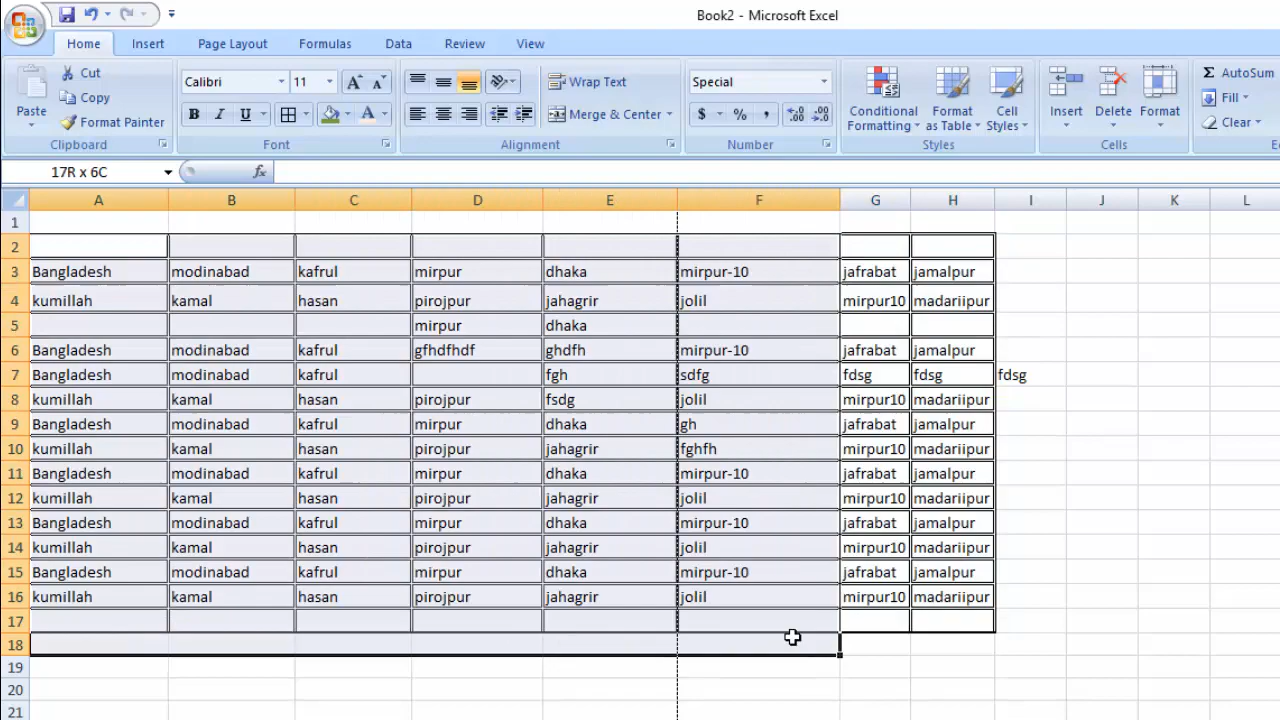 Book2 - Microsoft Excel
Home Insert Page Layout Formulas Data Review View
Paste Cut Copy Format Painter Clipboard
Calibri 11 A A B I U A Font
Wrap Text Merge & Center Alignment
Special $ % , .0 .00 .00 .0 Number
Conditional Formatting Format as Table Cell Styles Styles
Insert Delete Format Cells
Σ AutoSum Fill Clear
17R x 6C fx
A B C D E F G H I J K L
1
2
3 Bangladesh modinabad kafrul mirpur dhaka mirpur-10 jafrabat jamalpur
4 kumillah kamal hasan pirojpur jahagrir jolil mirpur10 madariipur
5 mirpur dhaka
6 Bangladesh modinabad kafrul gfhdfhdf ghdfh mirpur-10 jafrabat jamalpur
7 Bangladesh modinabad kafrul fgh sdfg fdsg fdsg fdsg
8 kumillah kamal hasan pirojpur fsdg jolil mirpur10 madariipur
9 Bangladesh modinabad kafrul mirpur dhaka gh jafrabat jamalpur
10 kumillah kamal hasan pirojpur jahagrir fghfh mirpur10 madariipur
11 Bangladesh modinabad kafrul mirpur dhaka mirpur-10 jafrabat jamalpur
12 kumillah kamal hasan pirojpur jahagrir jolil mirpur10 madariipur
13 Bangladesh modinabad kafrul mirpur dhaka mirpur-10 jafrabat jamalpur
14 kumillah kamal hasan pirojpur jahagrir jolil mirpur10 madariipur
15 Bangladesh modinabad kafrul mirpur dhaka mirpur-10 jafrabat jamalpur
16 kumillah kamal hasan pirojpur jahagrir jolil mirpur10 madariipur
17
18
19
20
21